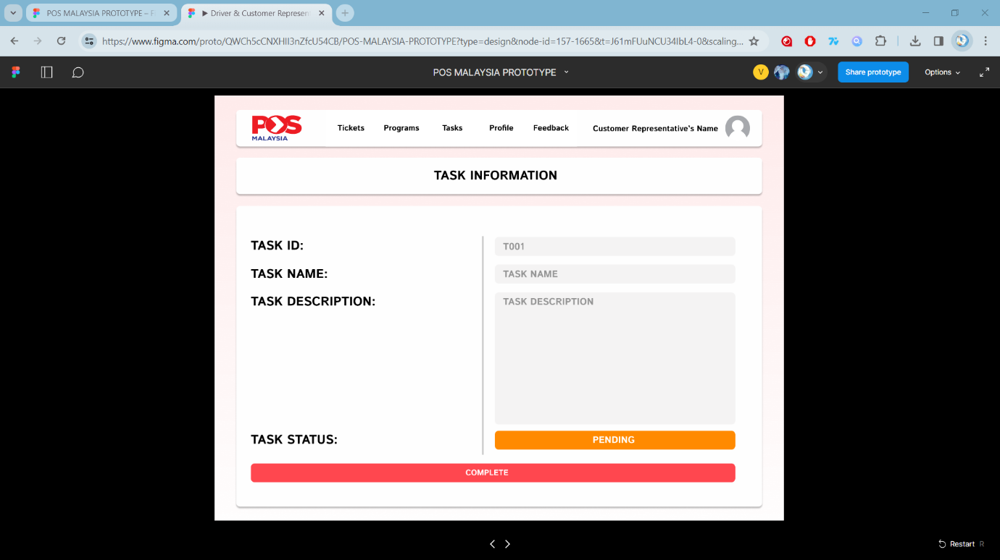 POS MALAYSIA PROTOTYPE – F
▶ Driver & Customer Represen
https://www.figma.com/proto/QWCh5cCNXHII3nZfcU54CB/POS-MALAYSIA-PROTOTYPE?type=design&node-id=157-1665&t=J61mFUuNCU34IbL4-0&scaling...
POS MALAYSIA PROTOTYPE
V
Share prototype
Options
POS
MALAYSIA
Tickets
Programs
Tasks
Profile
Feedback
Customer Representative's Name
TASK INFORMATION
TASK ID:
T001
TASK NAME:
TASK NAME
TASK DESCRIPTION:
TASK DESCRIPTION
TASK STATUS:
PENDING
COMPLETE
Restart R